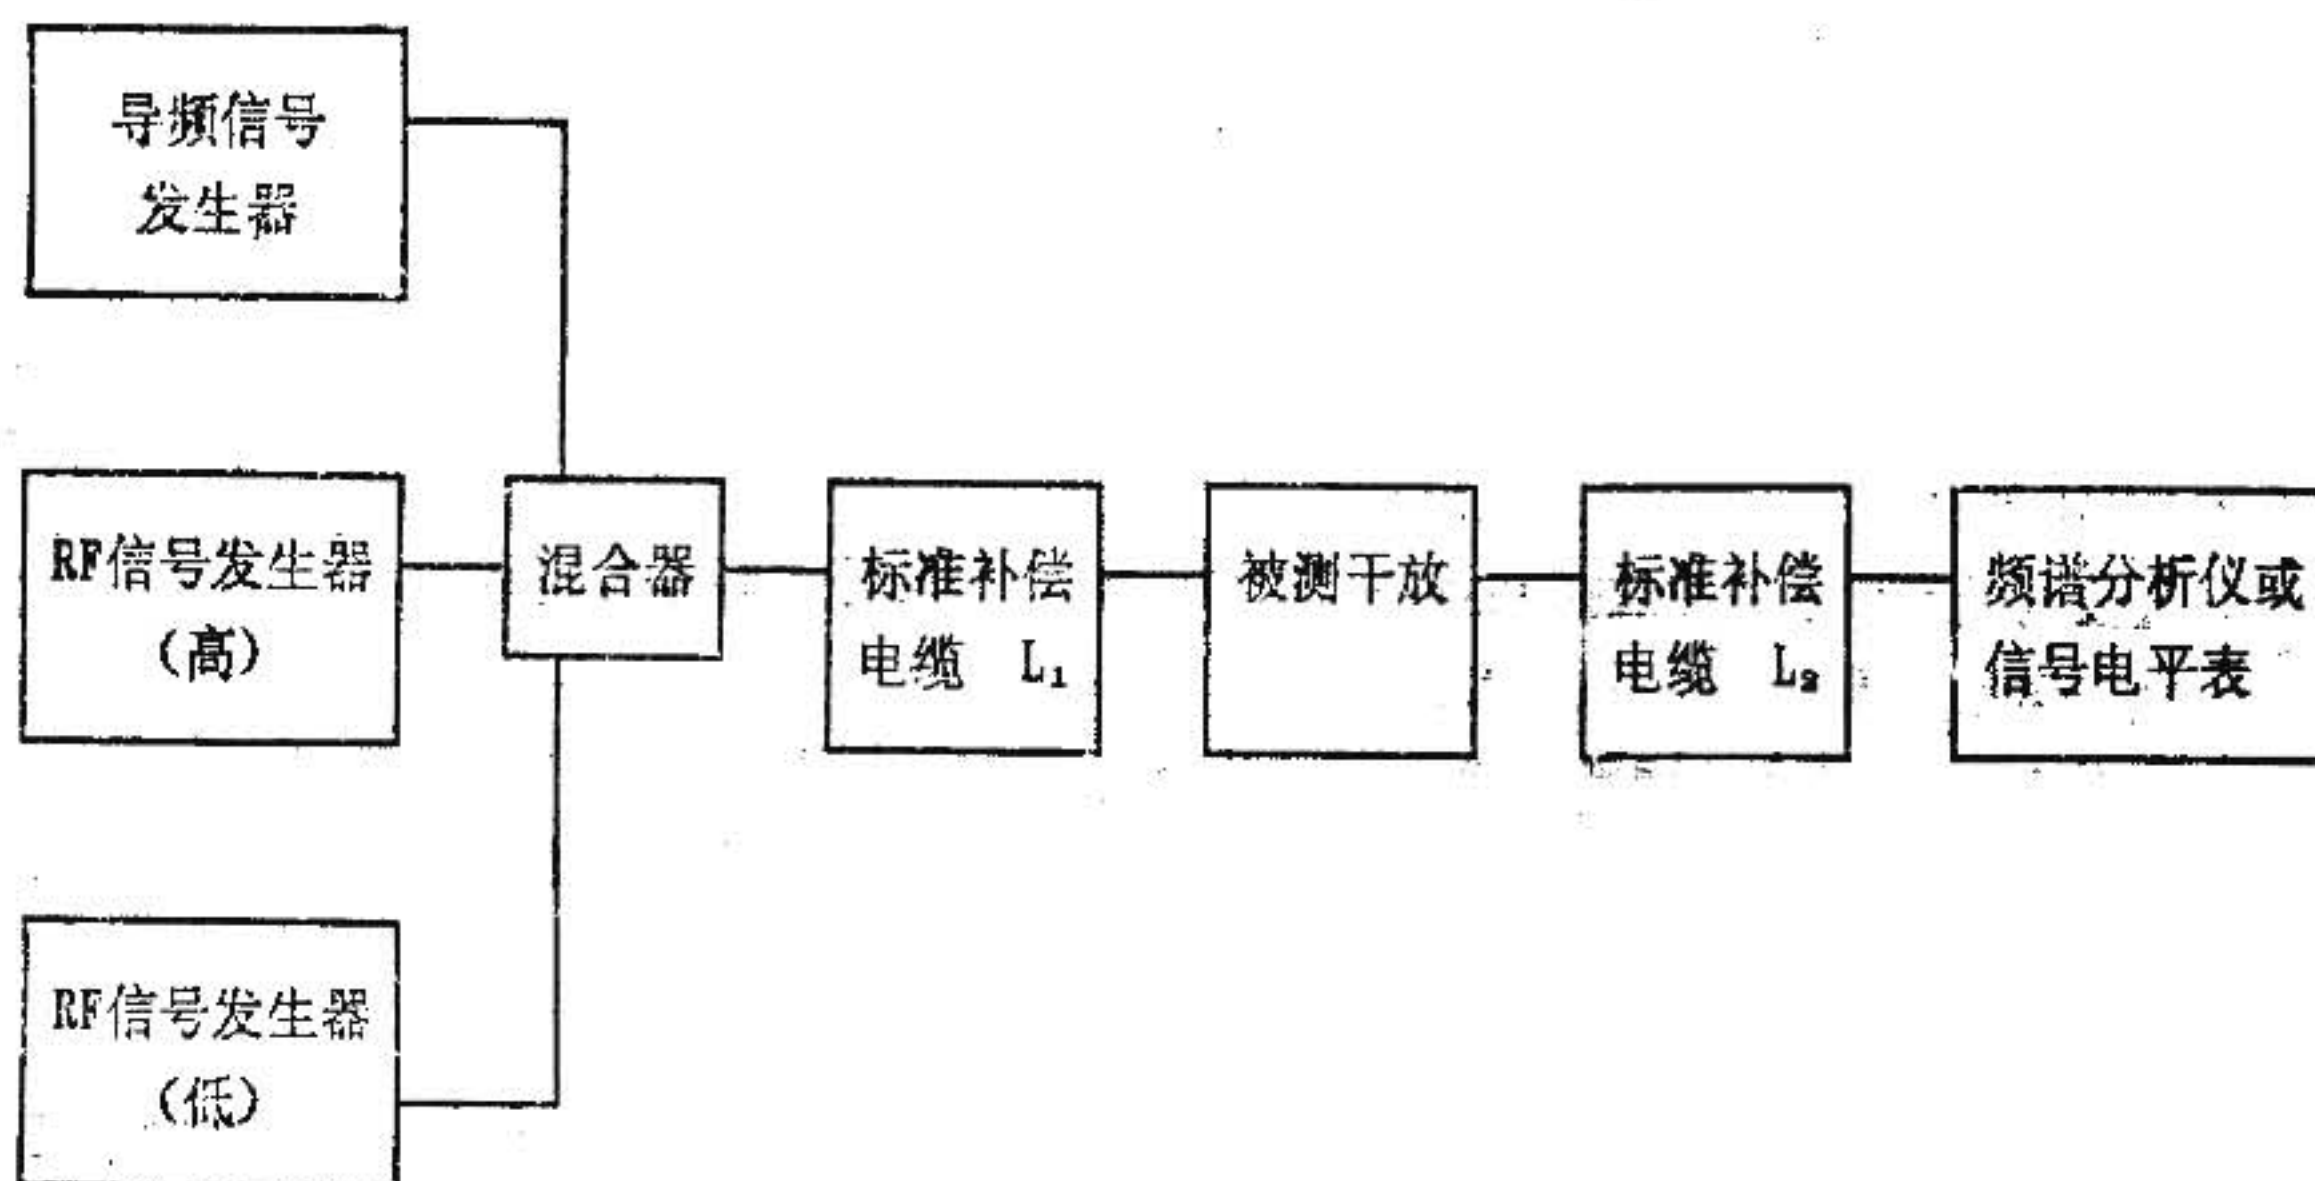 导频信号
发生器
RF信号发生器
（高）
混合器
标准补偿
电缆 L₁
被测干放
标准补偿
电缆 L₂
频谱分析仪或
信号电平表
RF信号发生器
（低）